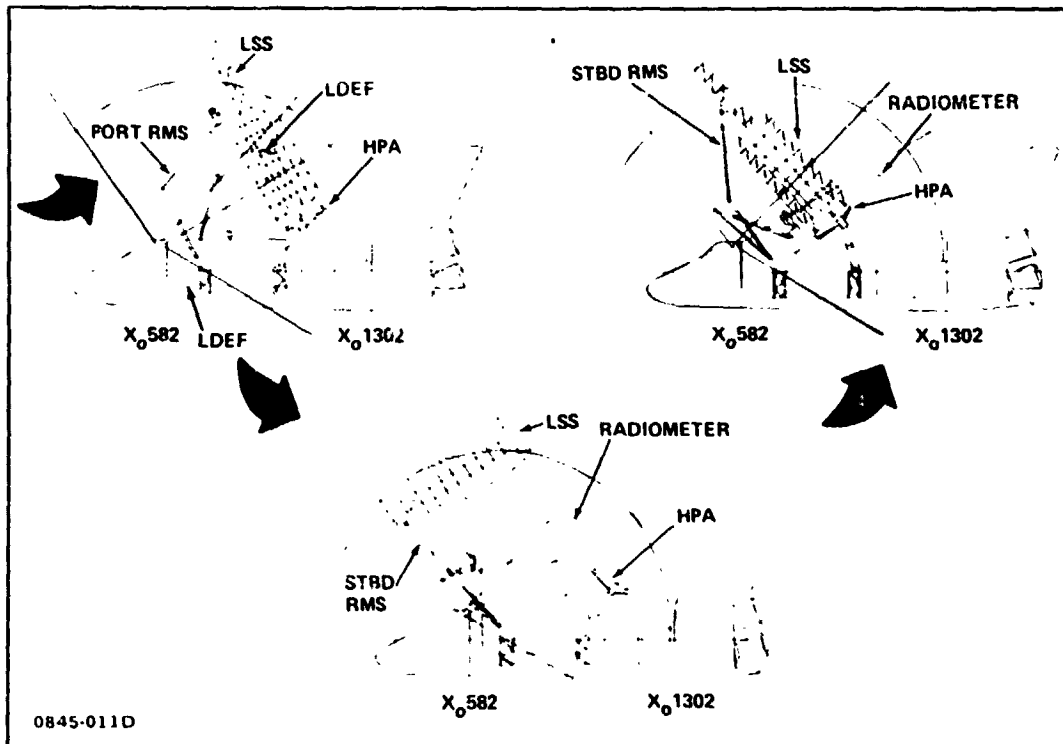 LSS
LDEF
PORT RMS
HPA
X₀582
LDEF
X₀1302
STBD RMS
LSS
RADIOMETER
HPA
X₀582
X₀1302
LSS
RADIOMETER
HPA
STBD
RMS
X₀582
X₀1302
0845-011D